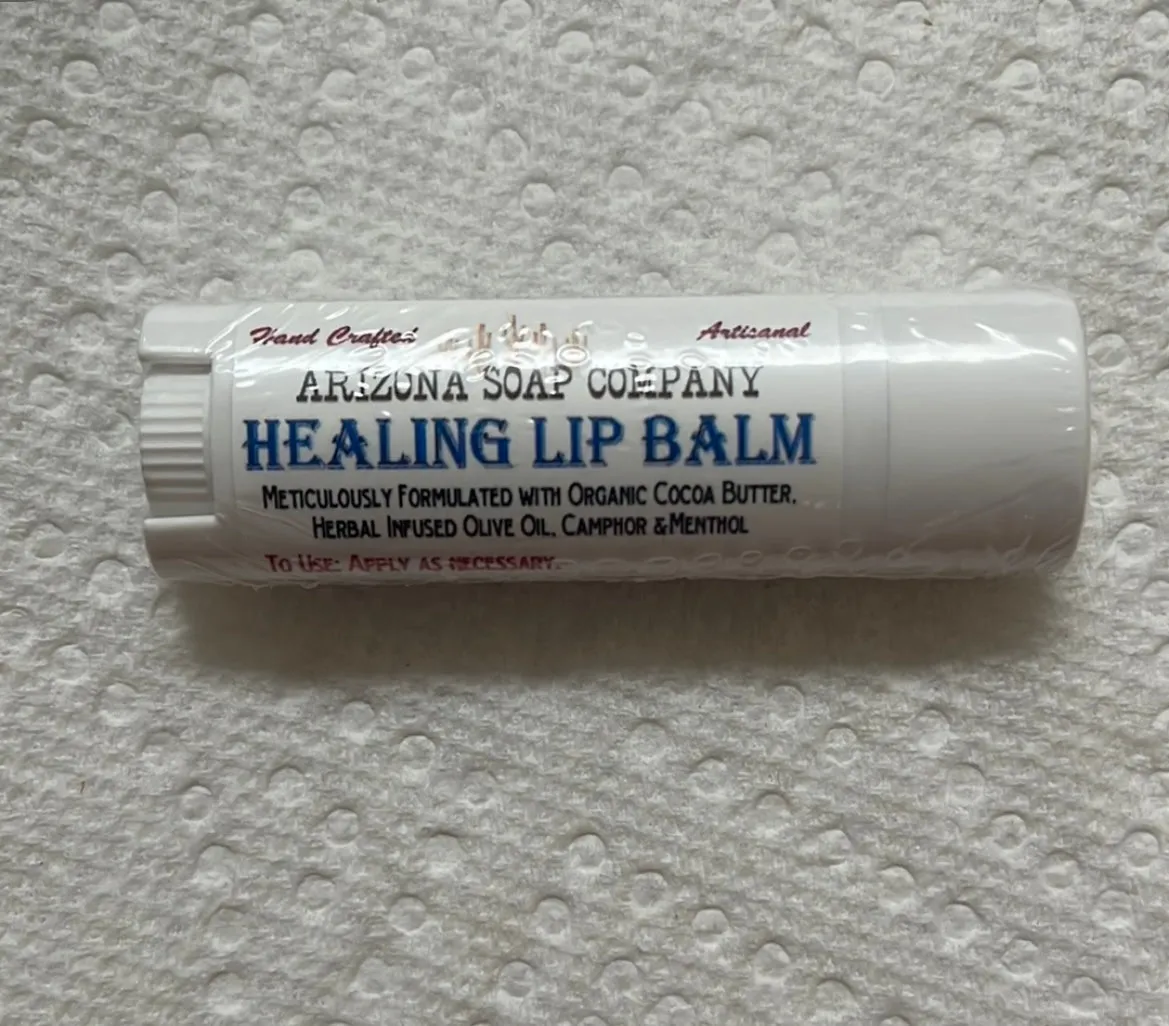 Hand Crafted Artisanal
ARIZONA SOAP COMPANY
HEALING LIP BALM
METICULOUSLY FORMULATED WITH ORGANIC COCOA BUTTER,
HERBAL INFUSED OLIVE OIL, CAMPHOR & MENTHOL
TO USE: APPLY AS NECESSARY.